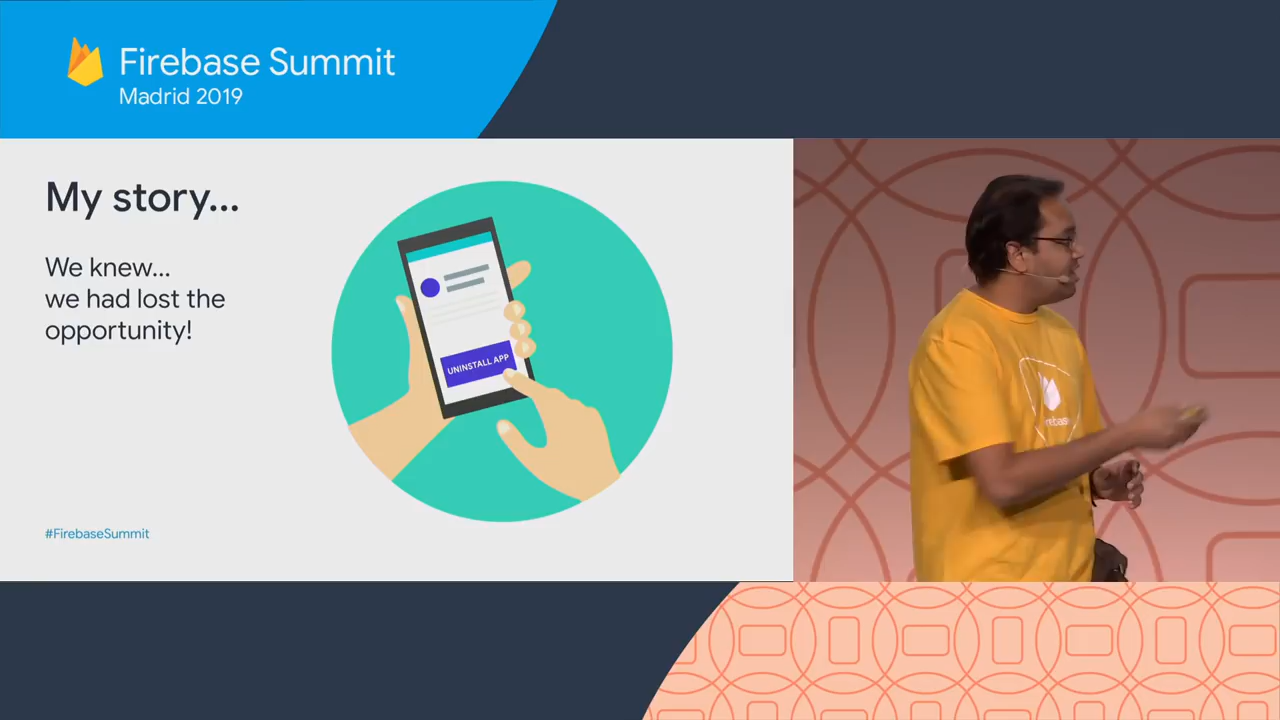 Firebase Summit
Madrid 2019
My story...
We knew...
we had lost the
opportunity!
UNINSTALL APP
#FirebaseSummit